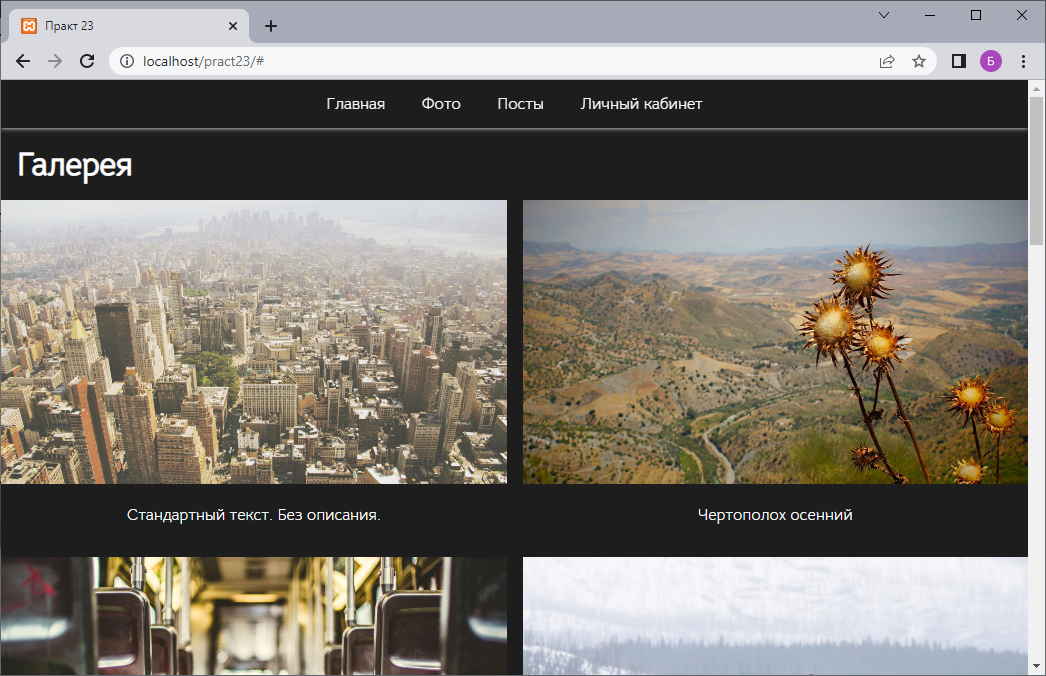 Практ 23
localhost/pract23/#
Б
Главная Фото Посты Личный кабинет
Галерея
Стандартный текст. Без описания.
Чертополох осенний